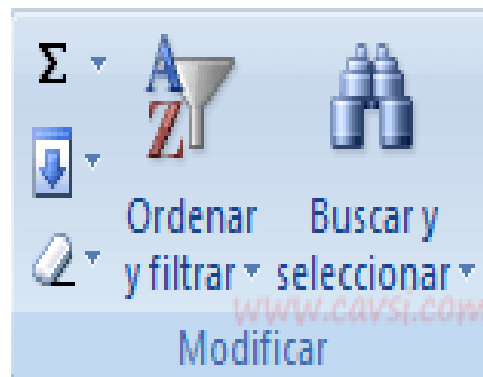 Σ
A
Z
Ordenar
y filtrar
Buscar y
seleccionar
www.cavsi.com
Modificar